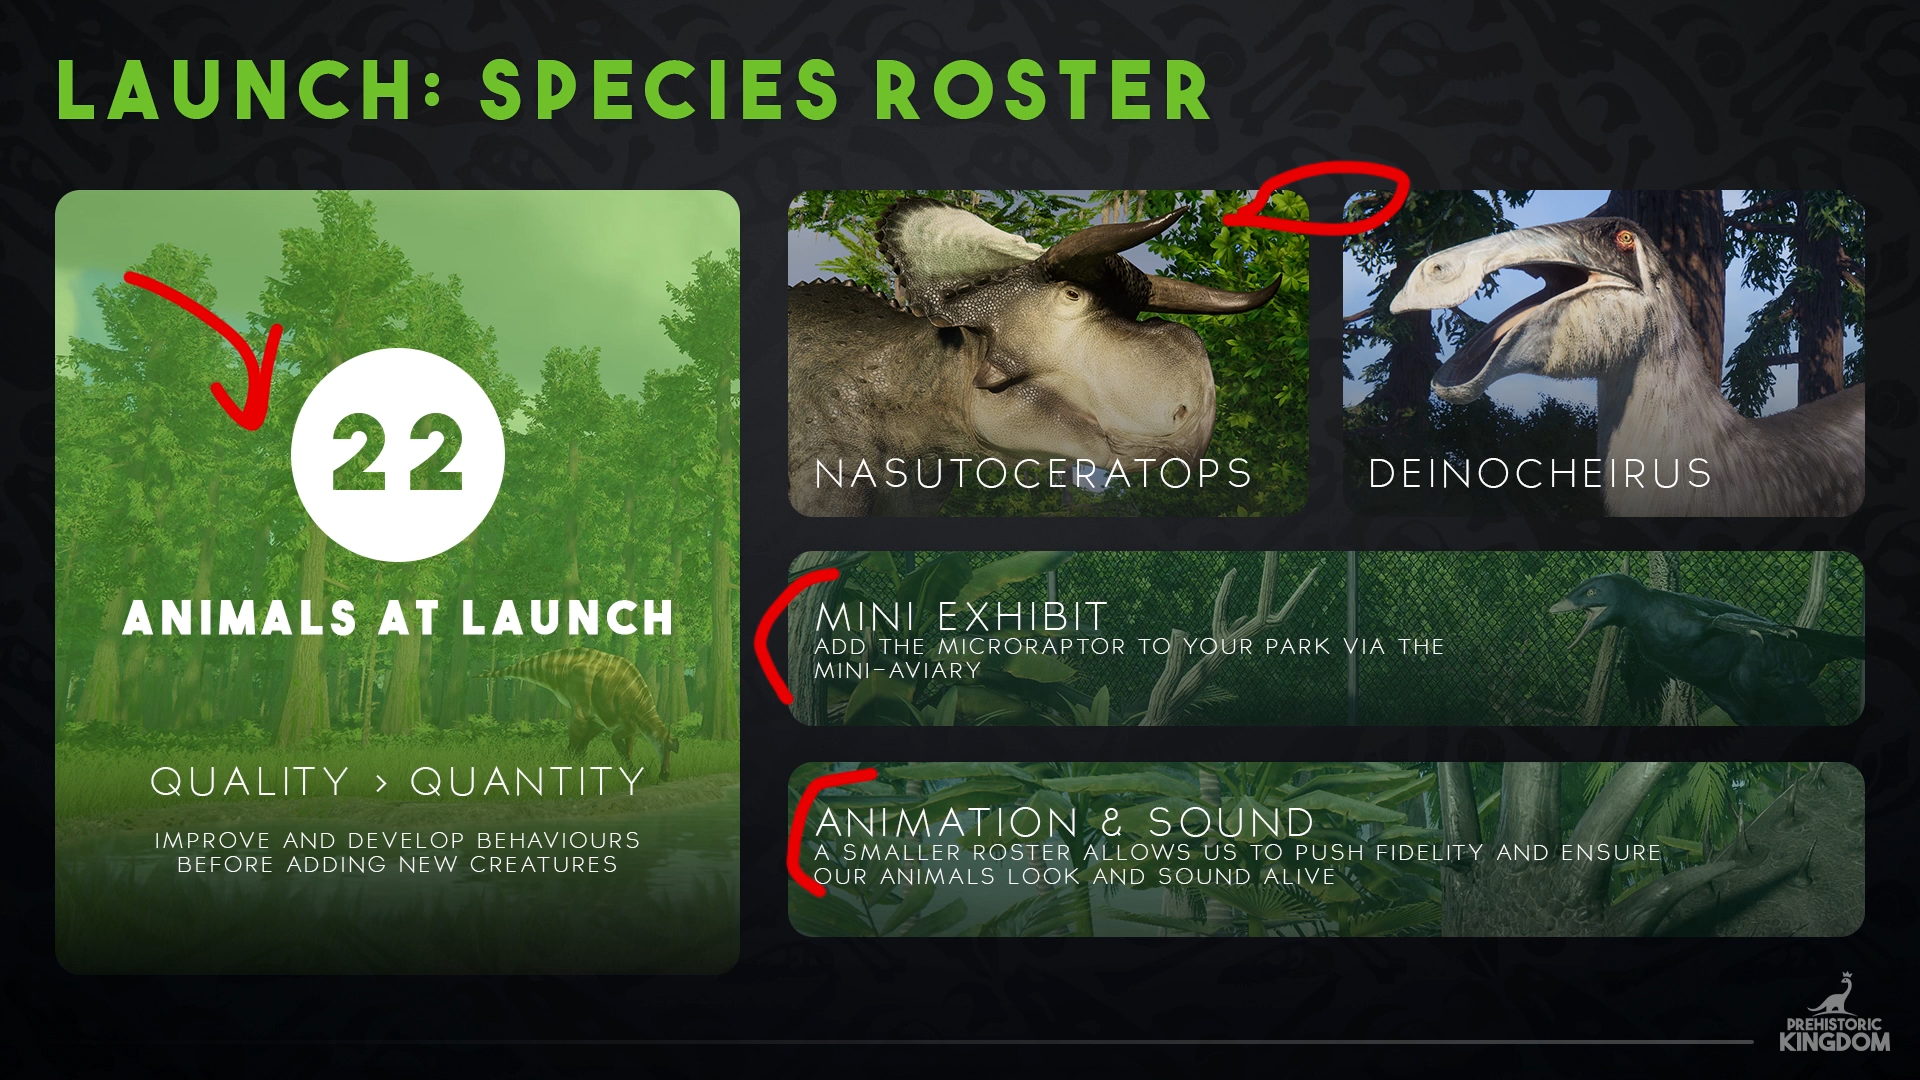 LAUNCH: SPECIES ROSTER
22
ANIMALS AT LAUNCH
QUALITY > QUANTITY
IMPROVE AND DEVELOP BEHAVIOURS
BEFORE ADDING NEW CREATURES
NASUTOCERATOPS
DEINOCHEIRUS
MINI EXHIBIT
ADD THE MICRORAPTOR TO YOUR PARK VIA THE
MINI-AVIARY
ANIMATION & SOUND
A SMALLER ROSTER ALLOWS US TO PUSH FIDELITY AND ENSURE
OUR ANIMALS LOOK AND SOUND ALIVE
PREHISTORIC
KINGDOM